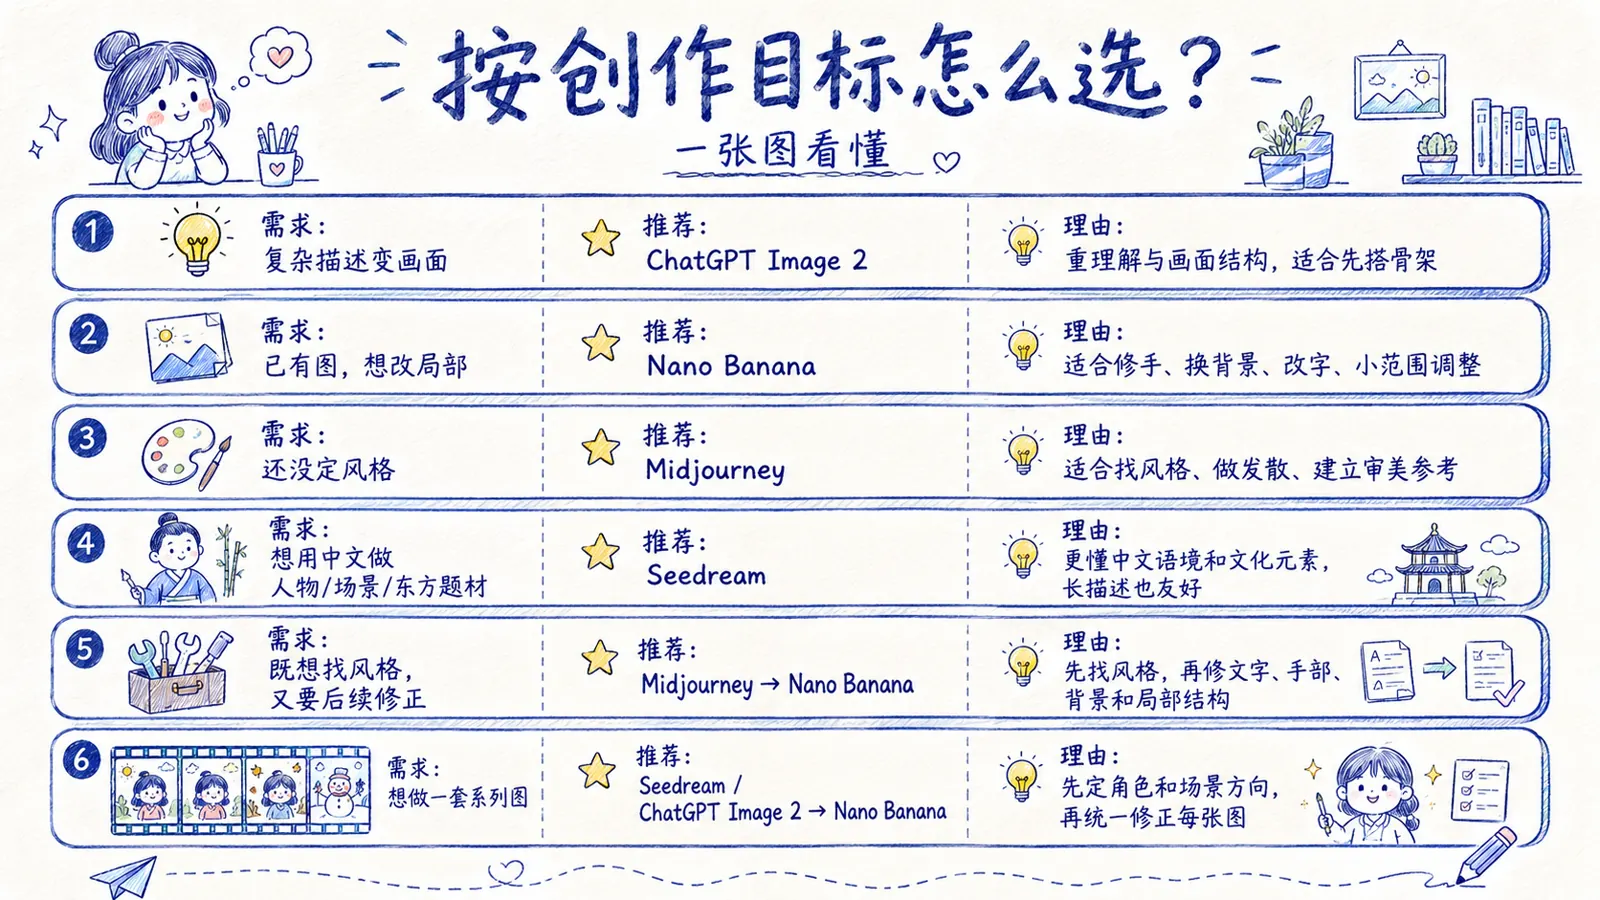 按创作目标怎么选？
一张图看懂
1
需求：
复杂描述变画面
推荐：
ChatGPT Image 2
理由：
重理解与画面结构，适合先搭骨架
2
需求：
已有图，想改局部
推荐：
Nano Banana
理由：
适合修手、换背景、改字、小范围调整
3
需求：
还没定风格
推荐：
Midjourney
理由：
适合找风格、做发散、建立审美参考
4
需求：
想用中文做
人物/场景/东方题材
推荐：
Seedream
理由：
更懂中文语境和文化元素，
长描述也友好
5
需求：
既想找风格，
又要后续修正
推荐：
Midjourney → Nano Banana
理由：
先找风格，再修文字、手部、
背景和局部结构
A
6
需求：
想做一套系列图
推荐：
Seedream /
ChatGPT Image 2 → Nano Banana
理由：
先定角色和场景方向，
再统一修正每张图